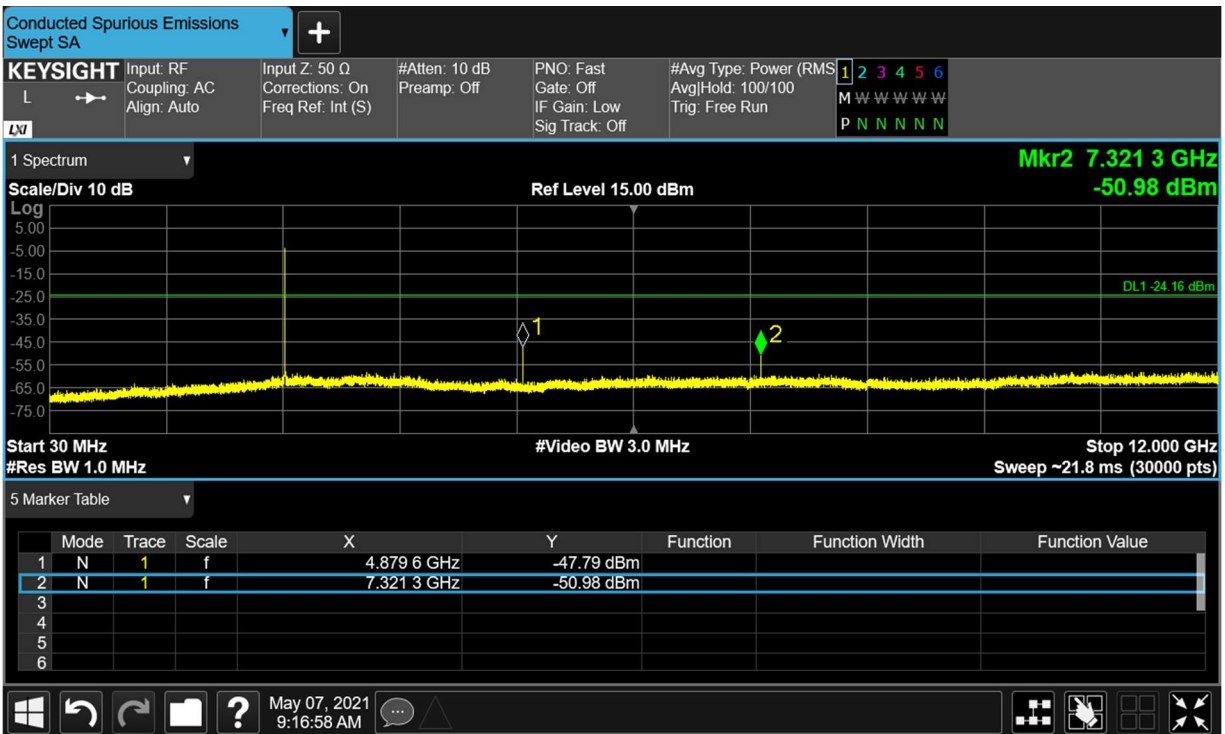 Conducted Spurious Emissions
Swept SA
+
KEYSIGHT Input: RF Input Z: 50 Ω #Atten: 10 dB PNO: Fast #Avg Type: Power (RMS 1 2 3 4 5 6
L Coupling: AC Corrections: On Preamp: Off Gate: Off Avg|Hold: 100/100 M W W W W W
Align: Auto Freq Ref: Int (S) IF Gain: Low Trig: Free Run
LXI Sig Track: Off P N N N N N
1 Spectrum Mkr2 7.321 3 GHz
Scale/Div 10 dB Ref Level 15.00 dBm -50.98 dBm
Log
5.00
-5.00
-15.0
DL1 -24.16 dBm
-25.0
-35.0 1
-45.0 2
-55.0
-65.0
-75.0
Start 30 MHz #Video BW 3.0 MHz Stop 12.000 GHz
#Res BW 1.0 MHz Sweep ~21.8 ms (30000 pts)
5 Marker Table
Mode Trace Scale X Y Function Function Width Function Value
1 N 1 f 4.879 6 GHz -47.79 dBm
2 N 1 f 7.321 3 GHz -50.98 dBm
3
4
5
6
? May 07, 2021
9:16:58 AM